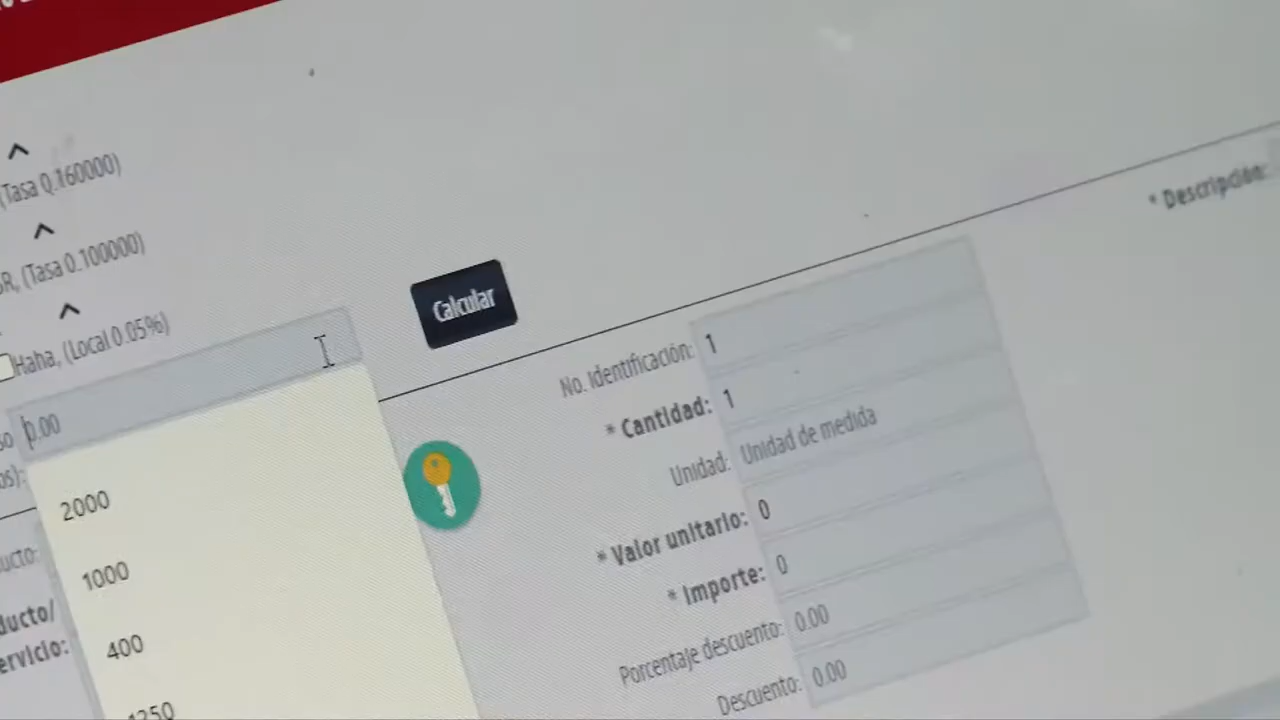 (Tasa 0.160000)
(Tasa 0.100000)
Haha, (Local 0.05%)
0.00
2000
1000
400
1250
Calcular
* Descripción:
No. Identificación: 1
* Cantidad: 1
Unidad: Unidad de medida
* Valor unitario: 0
* Importe: 0
Porcentaje descuento: 0.00
Descuento: 0.00